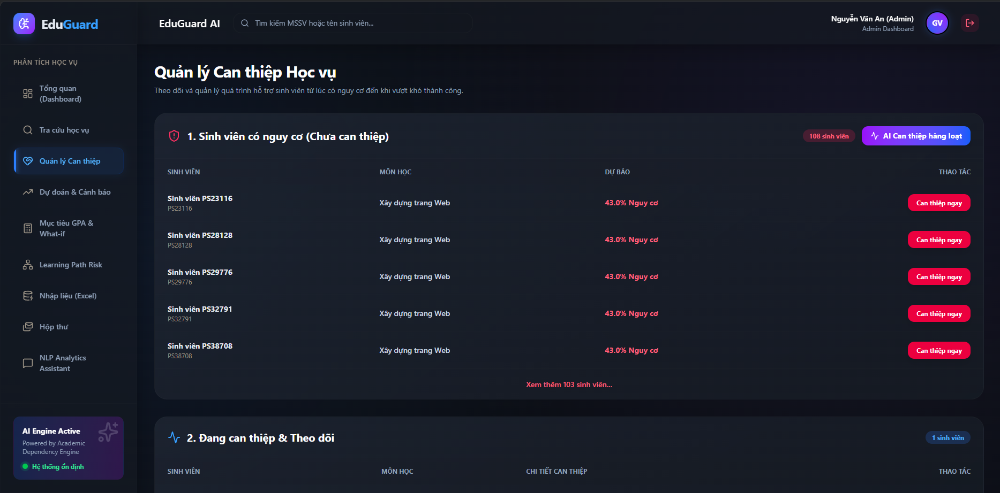 EduGuard
EduGuard AI
Tìm kiếm MSSV hoặc tên sinh viên...
Nguyễn Văn An (Admin)
Admin Dashboard
GV
PHÂN TÍCH HỌC VỤ
Tổng quan
(Dashboard)
Tra cứu học vụ
Quản lý Can thiệp
Dự đoán & Cảnh báo
Mục tiêu GPA &
What-if
Learning Path Risk
Nhập liệu (Excel)
Hộp thư
NLP Analytics
Assistant
AI Engine Active
Powered by Academic
Dependency Engine
Hệ thống ổn định
Quản lý Can thiệp Học vụ
Theo dõi và quản lý quá trình hỗ trợ sinh viên từ lúc có nguy cơ đến khi vượt khó thành công.
1. Sinh viên có nguy cơ (Chưa can thiệp)
108 sinh viên
AI Can thiệp hàng loạt
SINH VIÊN MÔN HỌC DỰ BÁO THAO TÁC
Sinh viên PS23116
PS23116
Xây dựng trang Web
43.0% Nguy cơ
Can thiệp ngay
Sinh viên PS28128
PS28128
Xây dựng trang Web
43.0% Nguy cơ
Can thiệp ngay
Sinh viên PS29776
PS29776
Xây dựng trang Web
43.0% Nguy cơ
Can thiệp ngay
Sinh viên PS32791
PS32791
Xây dựng trang Web
43.0% Nguy cơ
Can thiệp ngay
Sinh viên PS38708
PS38708
Xây dựng trang Web
43.0% Nguy cơ
Can thiệp ngay
Xem thêm 103 sinh viên...
2. Đang can thiệp & Theo dõi
1 sinh viên
SINH VIÊN MÔN HỌC CHI TIẾT CAN THIỆP THAO TÁC